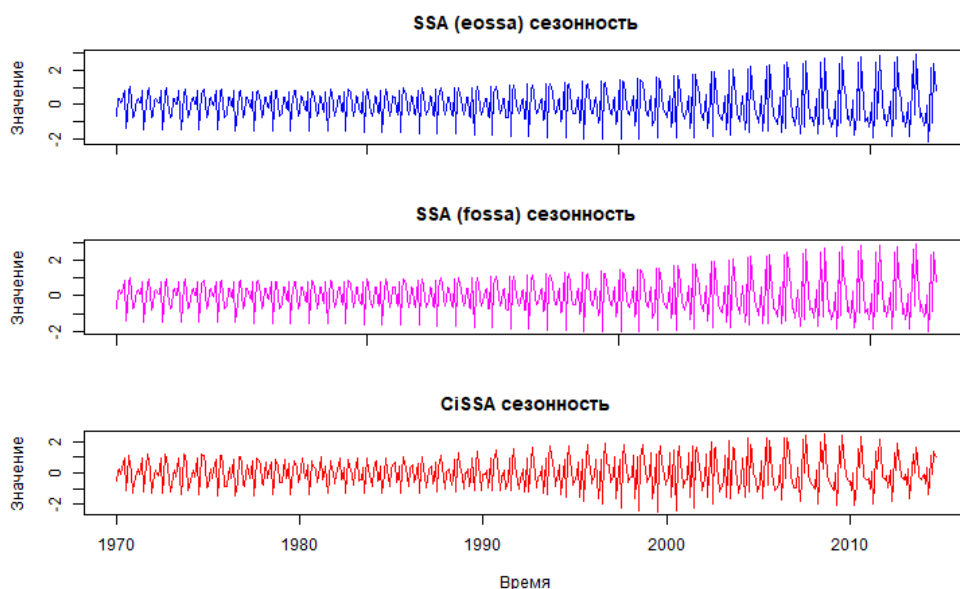 SSA (eossa) сезонность
Значение
2
0
-2
SSA (fossa) сезонность
Значение
2
0
-2
CiSSA сезонность
Значение
2
0
-2
1970 1980 1990 2000 2010
Время